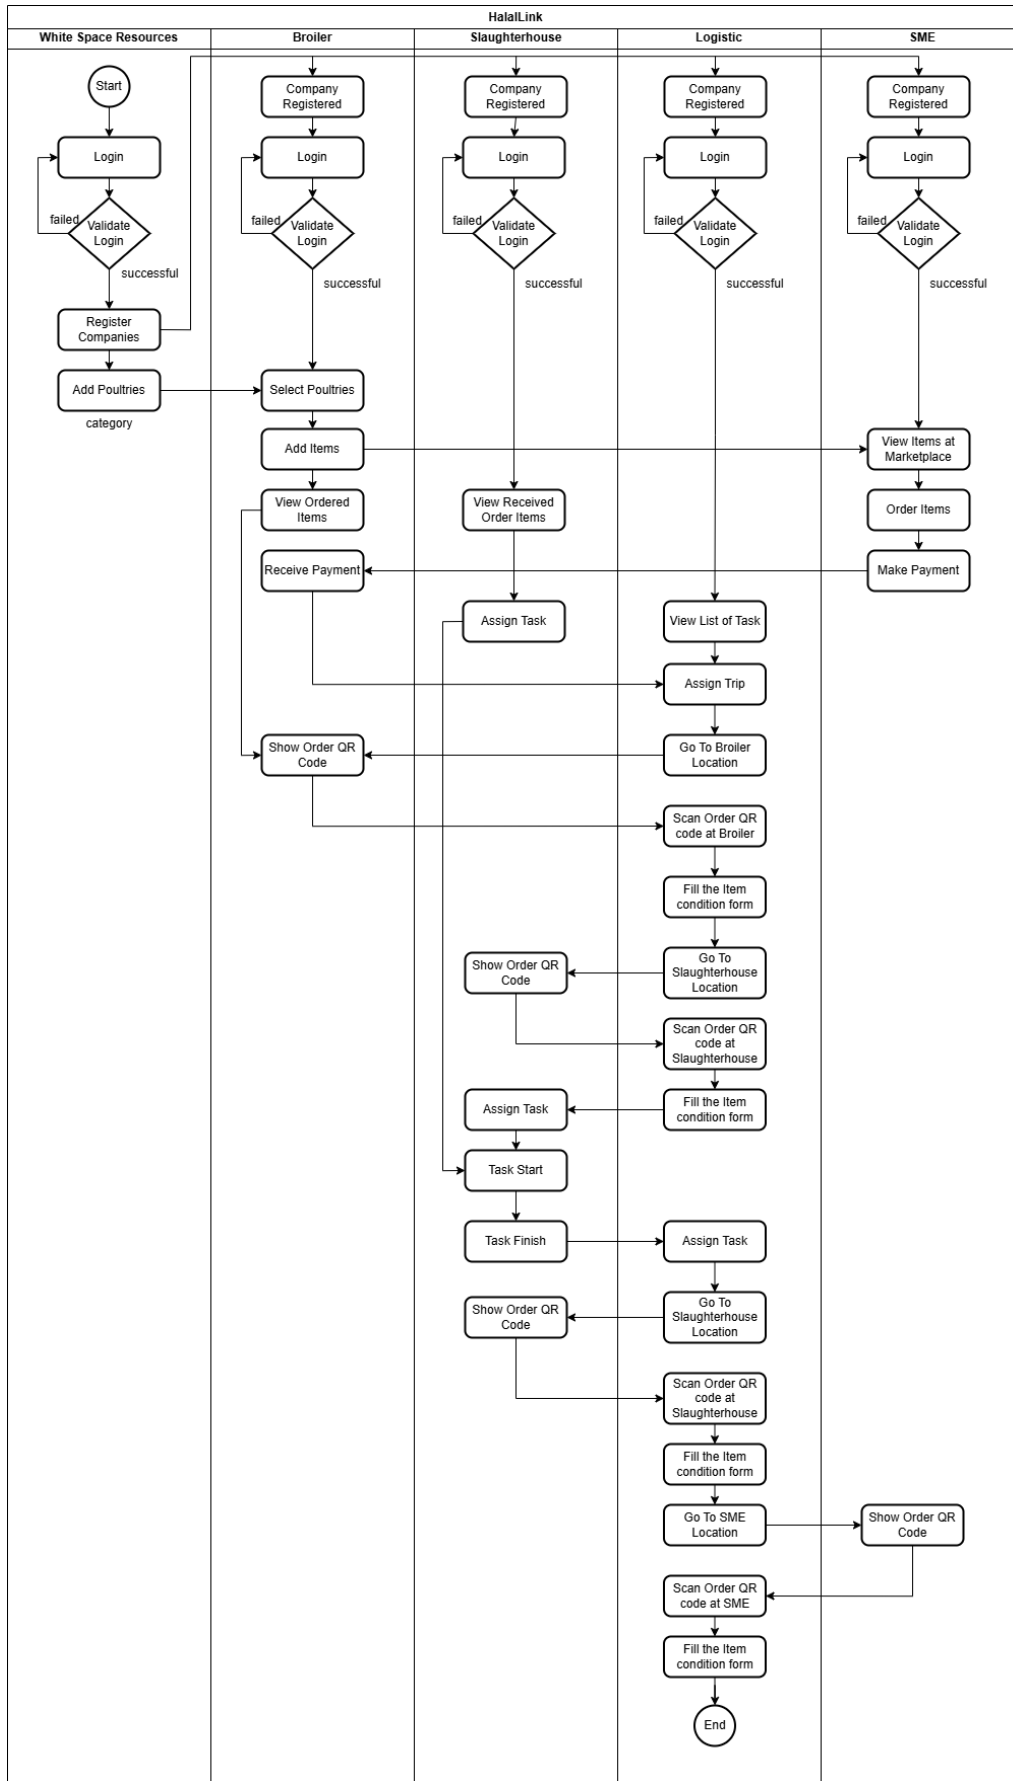 HalalLink
White Space Resources
Broiler
Slaughterhouse
Logistic
SME
Start
Company
Registered
Company
Registered
Company
Registered
Company
Registered
Login
Login
Login
Login
Login
failed
Validate
Login
failed
Validate
Login
failed
Validate
Login
failed
Validate
Login
failed
Validate
Login
successful
successful
successful
successful
successful
Register
Companies
Add Poultries
category
Select Poultries
Add Items
View Items at
Marketplace
View Ordered
Items
View Received
Order Items
Order Items
Receive Payment
Make Payment
Assign Task
View List of Task
Assign Trip
Show Order QR
Code
Go To Broiler
Location
Scan Order QR
code at Broiler
Fill the Item
condition form
Show Order QR
Code
Go To
Slaughterhouse
Location
Scan Order QR
code at
Slaughterhouse
Assign Task
Fill the Item
condition form
Task Start
Task Finish
Assign Task
Show Order QR
Code
Go To
Slaughterhouse
Location
Scan Order QR
code at
Slaughterhouse
Fill the Item
condition form
Go To SME
Location
Show Order QR
Code
Scan Order QR
code at SME
Fill the Item
condition form
End